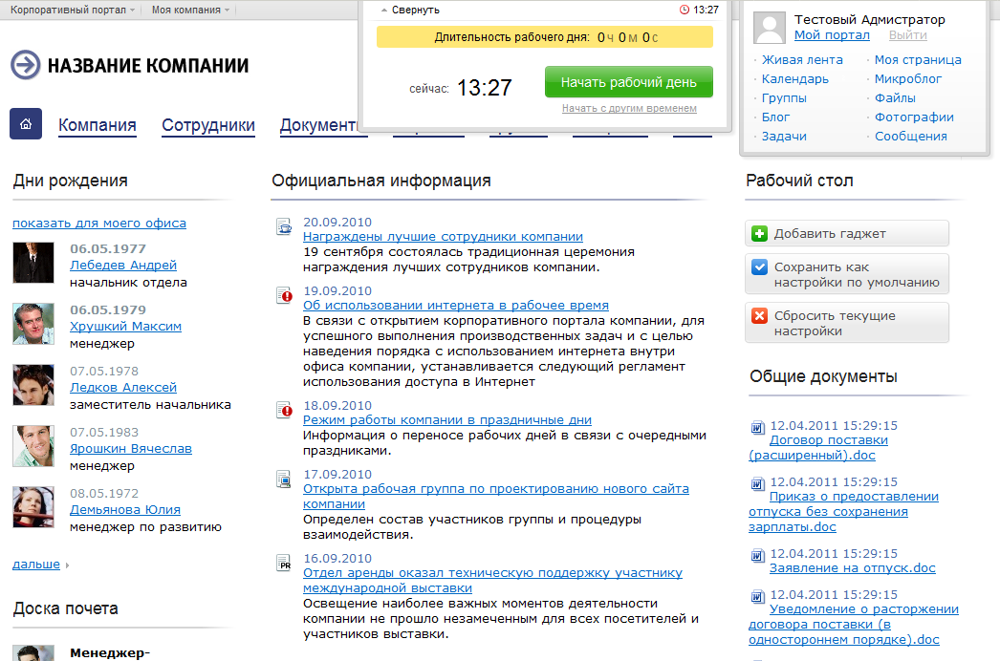 Корпоративный портал
Моя компания
Свернуть
13:27
Длительность рабочего дня: 0 ч 0 м 0 с
сейчас: 13:27
Начать рабочий день
Начать с другим временем
Тестовый Адмистратор
Мой портал Выйти
Живая лента
Моя страница
Календарь
Микроблог
Группы
Файлы
Блог
Фотографии
Задачи
Сообщения
НАЗВАНИЕ КОМПАНИИ
Компания
Сотрудники
Документы
Дни рождения
показать для моего офиса
06.05.1977
Лебедев Андрей
начальник отдела
06.05.1979
Хрушкий Максим
менеджер
07.05.1978
Ледков Алексей
заместитель начальника
07.05.1983
Ярошкин Вячеслав
менеджер
08.05.1972
Демьянова Юлия
менеджер по развитию
дальше
Доска почета
Менеджер-
Официальная информация
20.09.2010
Награждены лучшие сотрудники компании
19 сентября состоялась традиционная церемония
награждения лучших сотрудников компании.
19.09.2010
Об использовании интернета в рабочее время
В связи с открытием корпоративного портала компании, для
успешного выполнения производственных задач и с целью
наведения порядка с использованием интернета внутри
офиса компании, устанавливается следующий регламент
использования доступа в Интернет
18.09.2010
Режим работы компании в праздничные дни
Информация о переносе рабочих дней в связи с очередными
праздниками.
17.09.2010
Открыта рабочая группа по проектированию нового сайта
компании
Определен состав участников группы и процедуры
взаимодействия.
PR
16.09.2010
Отдел аренды оказал техническую поддержку участнику
международной выставки
Освещение наиболее важных моментов деятельности
компании не прошло незамеченным для всех посетителей и
участников выставки.
Рабочий стол
Добавить гаджет
Сохранить как
настройки по умолчанию
Сбросить текущие
настройки
Общие документы
12.04.2011 15:29:15
Договор поставки
(расширенный).doc
12.04.2011 15:29:15
Приказ о предоставлении
отпуска без сохранения
зарплаты.doc
12.04.2011 15:29:15
Заявление на отпуск.doc
12.04.2011 15:29:15
Уведомление о расторжении
договора поставки (в
одностороннем порядке).doc